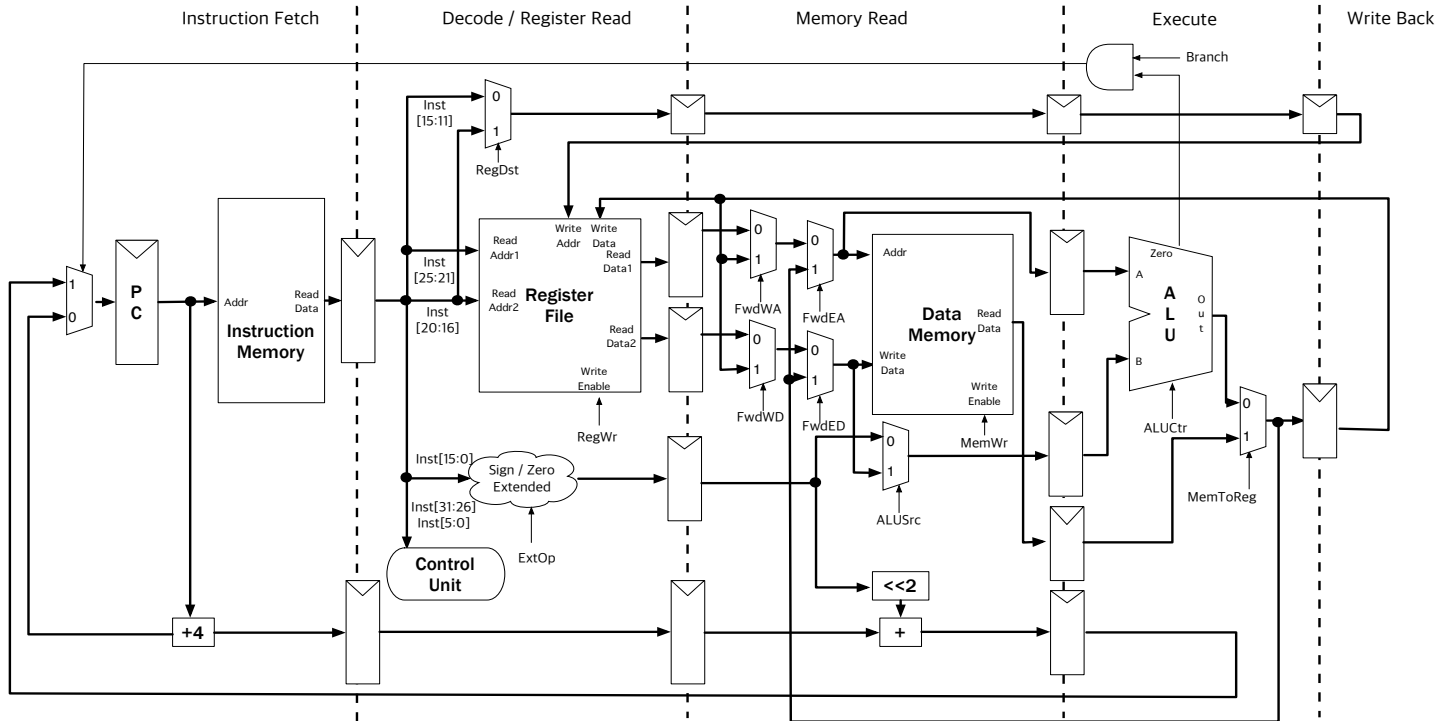 Instruction Fetch
Decode / Register Read
Memory Read
Execute
Write Back
Branch
Inst
[15:11]
0
1
RegDst
1
0
P
C
Addr
Read
Data
Instruction
Memory
Inst
[25:21]
Inst
[20:16]
Read
Addr1
Read
Addr2
Write
Addr
Write
Data
Read
Data1
Register
File
Read
Data2
Write
Enable
RegWr
0
1
FwdWA
0
1
FwdEA
0
1
FwdWD
0
1
FwdED
Addr
Data
Memory
Read
Data
Write
Data
Write
Enable
MemWr
Zero
A
B
A
L
U
O
u
t
ALUCtr
0
1
MemToReg
Inst[15:0]
Sign / Zero
Extended
ExtOp
Inst[31:26]
Inst[5:0]
Control
Unit
0
1
ALUSrc
<<2
+4
+